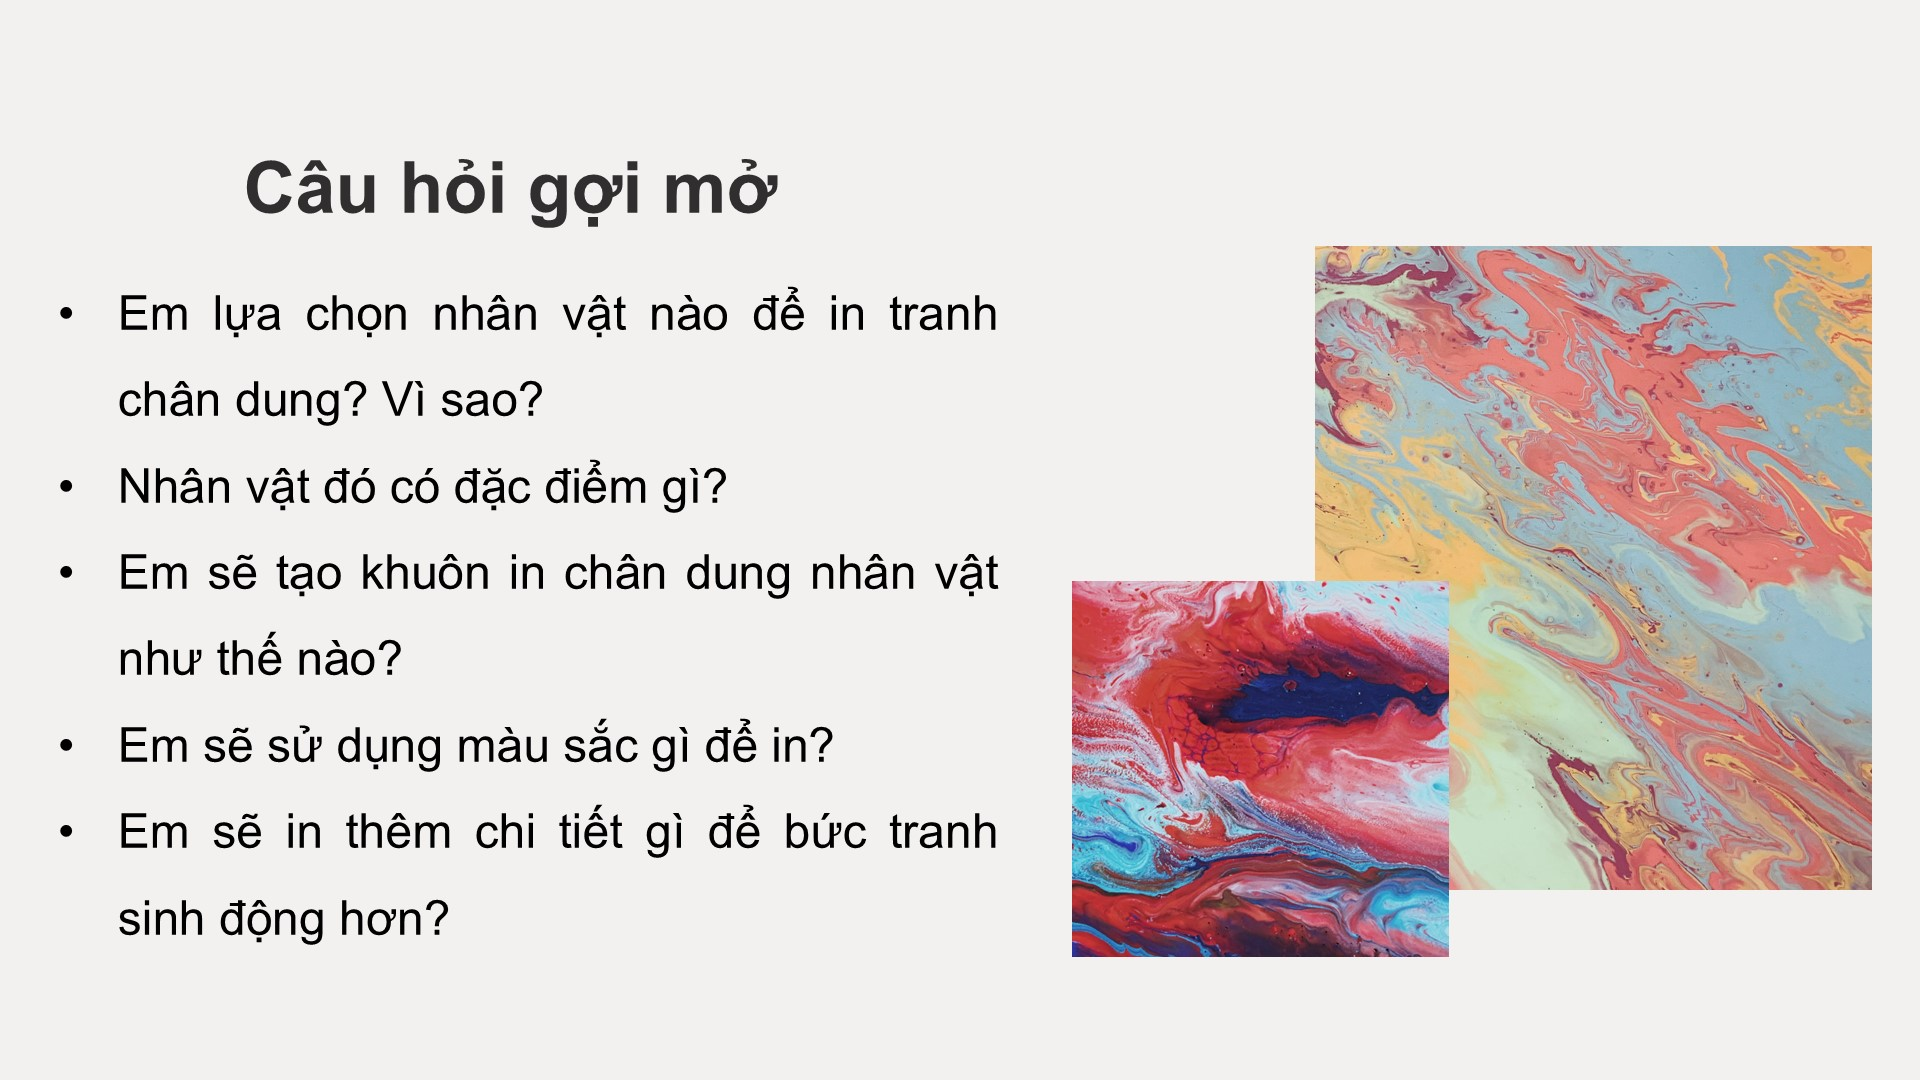 Câu hỏi gợi mở
• Em lựa chọn nhân vật nào để in tranh
chân dung? Vì sao?
• Nhân vật đó có đặc điểm gì?
• Em sẽ tạo khuôn in chân dung nhân vật
như thế nào?
• Em sẽ sử dụng màu sắc gì để in?
• Em sẽ in thêm chi tiết gì để bức tranh
sinh động hơn?